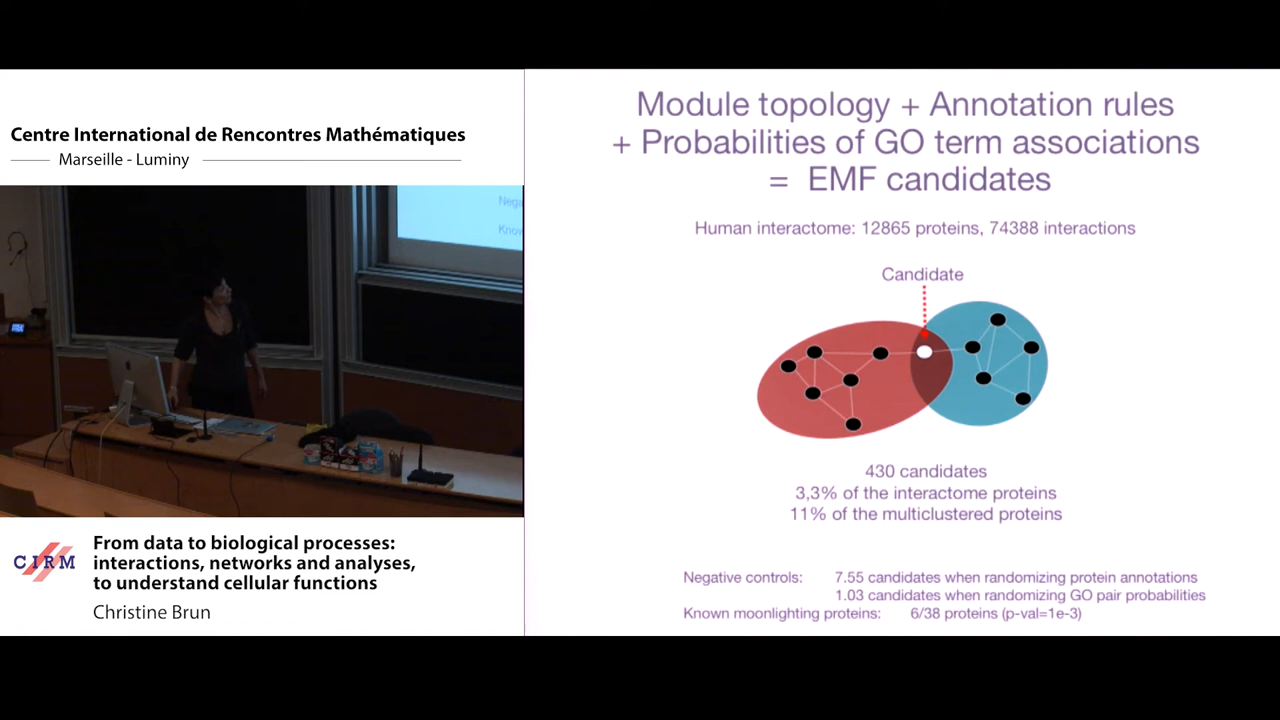 Centre International de Rencontres Mathématiques
Marseille - Luminy
Nega
Know
CIRM
From data to biological processes:
interactions, networks and analyses,
to understand cellular functions
Christine Brun
Module topology + Annotation rules
+ Probabilities of GO term associations
= EMF candidates
Human interactome: 12865 proteins, 74388 interactions
Candidate
430 candidates
3,3% of the interactome proteins
11% of the multiclustered proteins
Negative controls: 7.55 candidates when randomizing protein annotations
1.03 candidates when randomizing GO pair probabilities
Known moonlighting proteins: 6/38 proteins (p-val=1e-3)